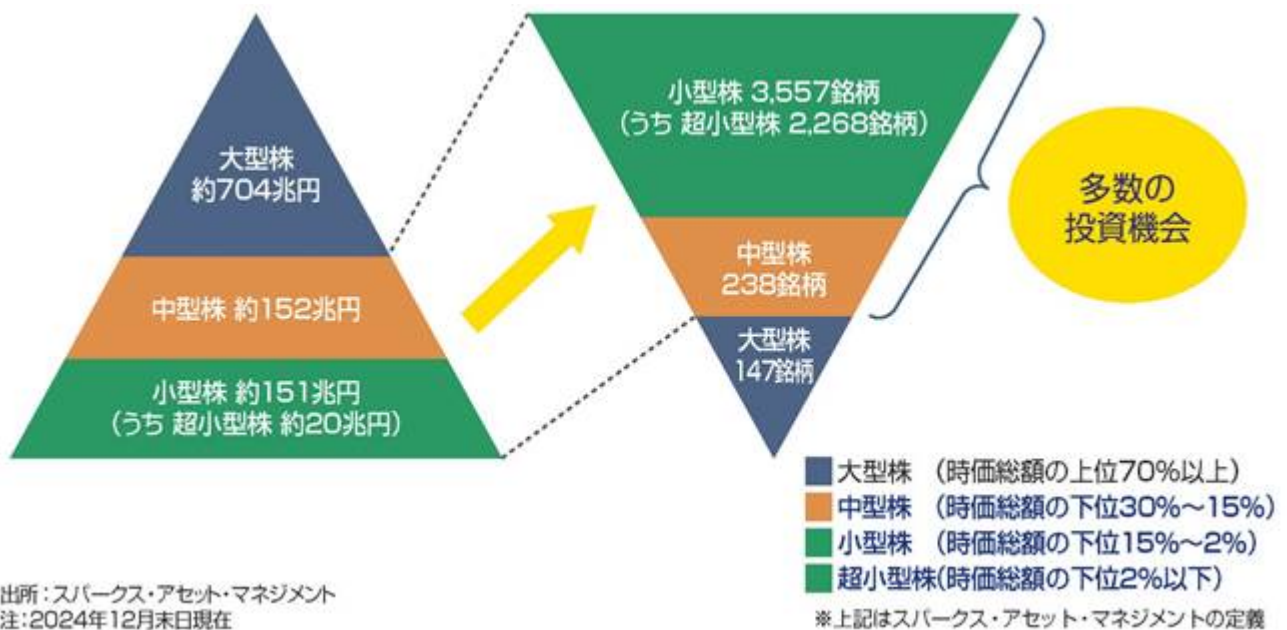 大型株
約704兆円
中型株 約152兆円
小型株 約151兆円
(うち 超小型株 約20兆円)
小型株 3,557銘柄
(うち 超小型株 2,268銘柄)
中型株
238銘柄
大型株
147銘柄
多数の
投資機会
大型株 (時価総額の上位70%以上)
中型株 (時価総額の下位30%〜15%)
小型株 (時価総額の下位15%〜2%)
超小型株(時価総額の下位2%以下)
※上記はスパークス・アセット・マネジメントの定義
出所:スパークス・アセット・マネジメント
注:2024年12月末日現在